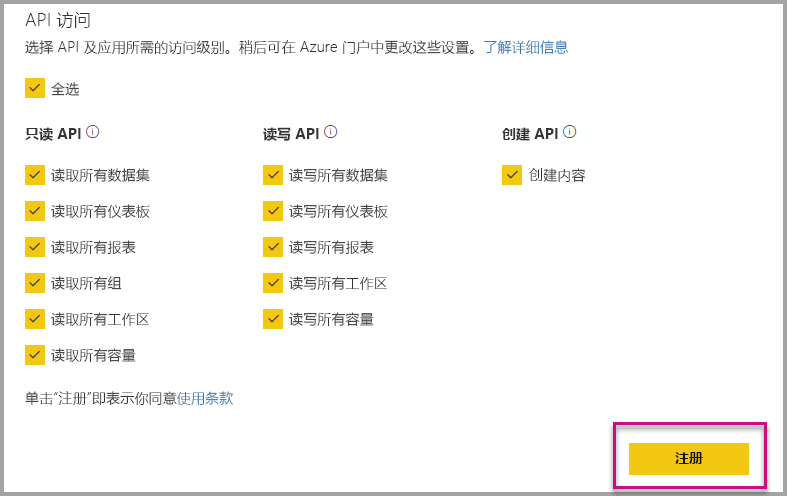 API 访问
选择 API 及应用所需的访问级别。稍后可在 Azure 门户中更改这些设置。了解详细信息
全选
只读 API
读取所有数据集
读取所有仪表板
读取所有报表
读取所有组
读取所有工作区
读取所有容量
读写 API
读写所有数据集
读写所有仪表板
读写所有报表
读写所有工作区
读写所有容量
创建 API
创建内容
单击“注册”即表示你同意使用条款
注册